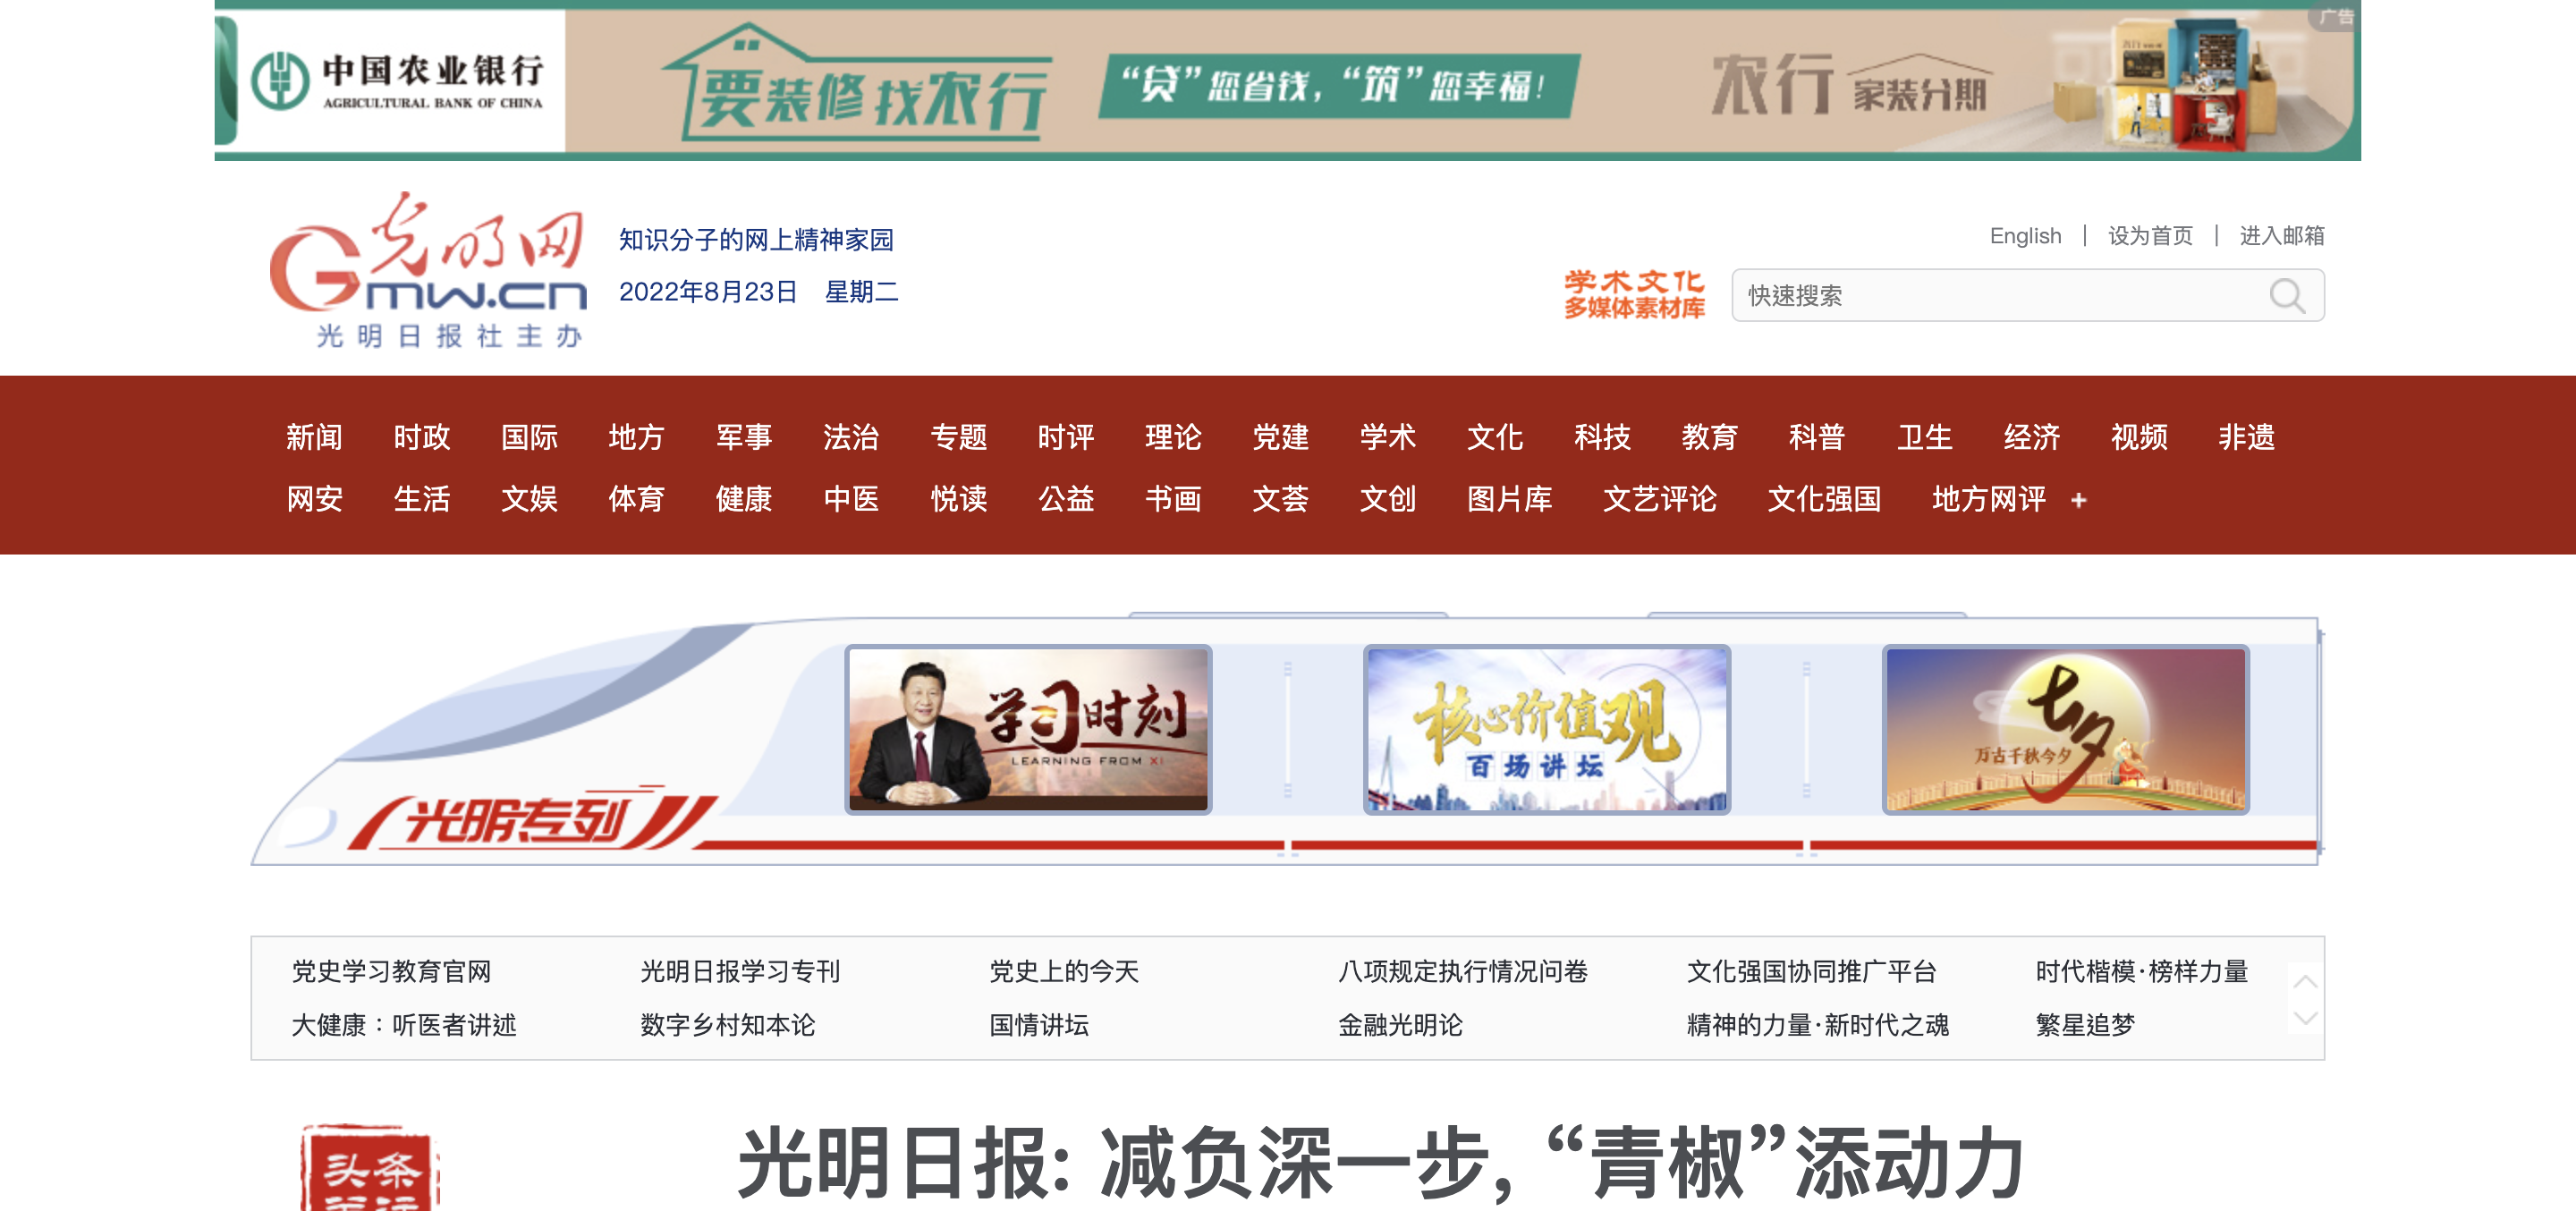 广告
中国农业银行
AGRICULTURAL BANK OF CHINA
要装修找农行
“贷”您省钱，“筑”您幸福！
农行 家装分期
光明网
Gmw.cn
光明日报社主办
知识分子的网上精神家园
2022年8月23日 星期二
English | 设为首页 | 进入邮箱
学术文化
多媒体素材库
快速搜索
新闻 时政 国际 地方 军事 法治 专题 时评 理论 党建 学术 文化 科技 教育 科普 卫生 经济 视频 非遗
网安 生活 文娱 体育 健康 中医 悦读 公益 书画 文荟 文创 图片库 文艺评论 文化强国 地方网评 +
光明专列
学习时刻
LEARNING FROM XI
核心价值观
百场讲坛
七夕
万古千秋今夕
党史学习教育官网 光明日报学习专刊 党史上的今天 八项规定执行情况问卷 文化强国协同推广平台 时代楷模·榜样力量
大健康：听医者讲述 数字乡村知本论 国情讲坛 金融光明论 精神的力量·新时代之魂 繁星追梦
头条
光明日报：减负深一步，“青椒”添动力